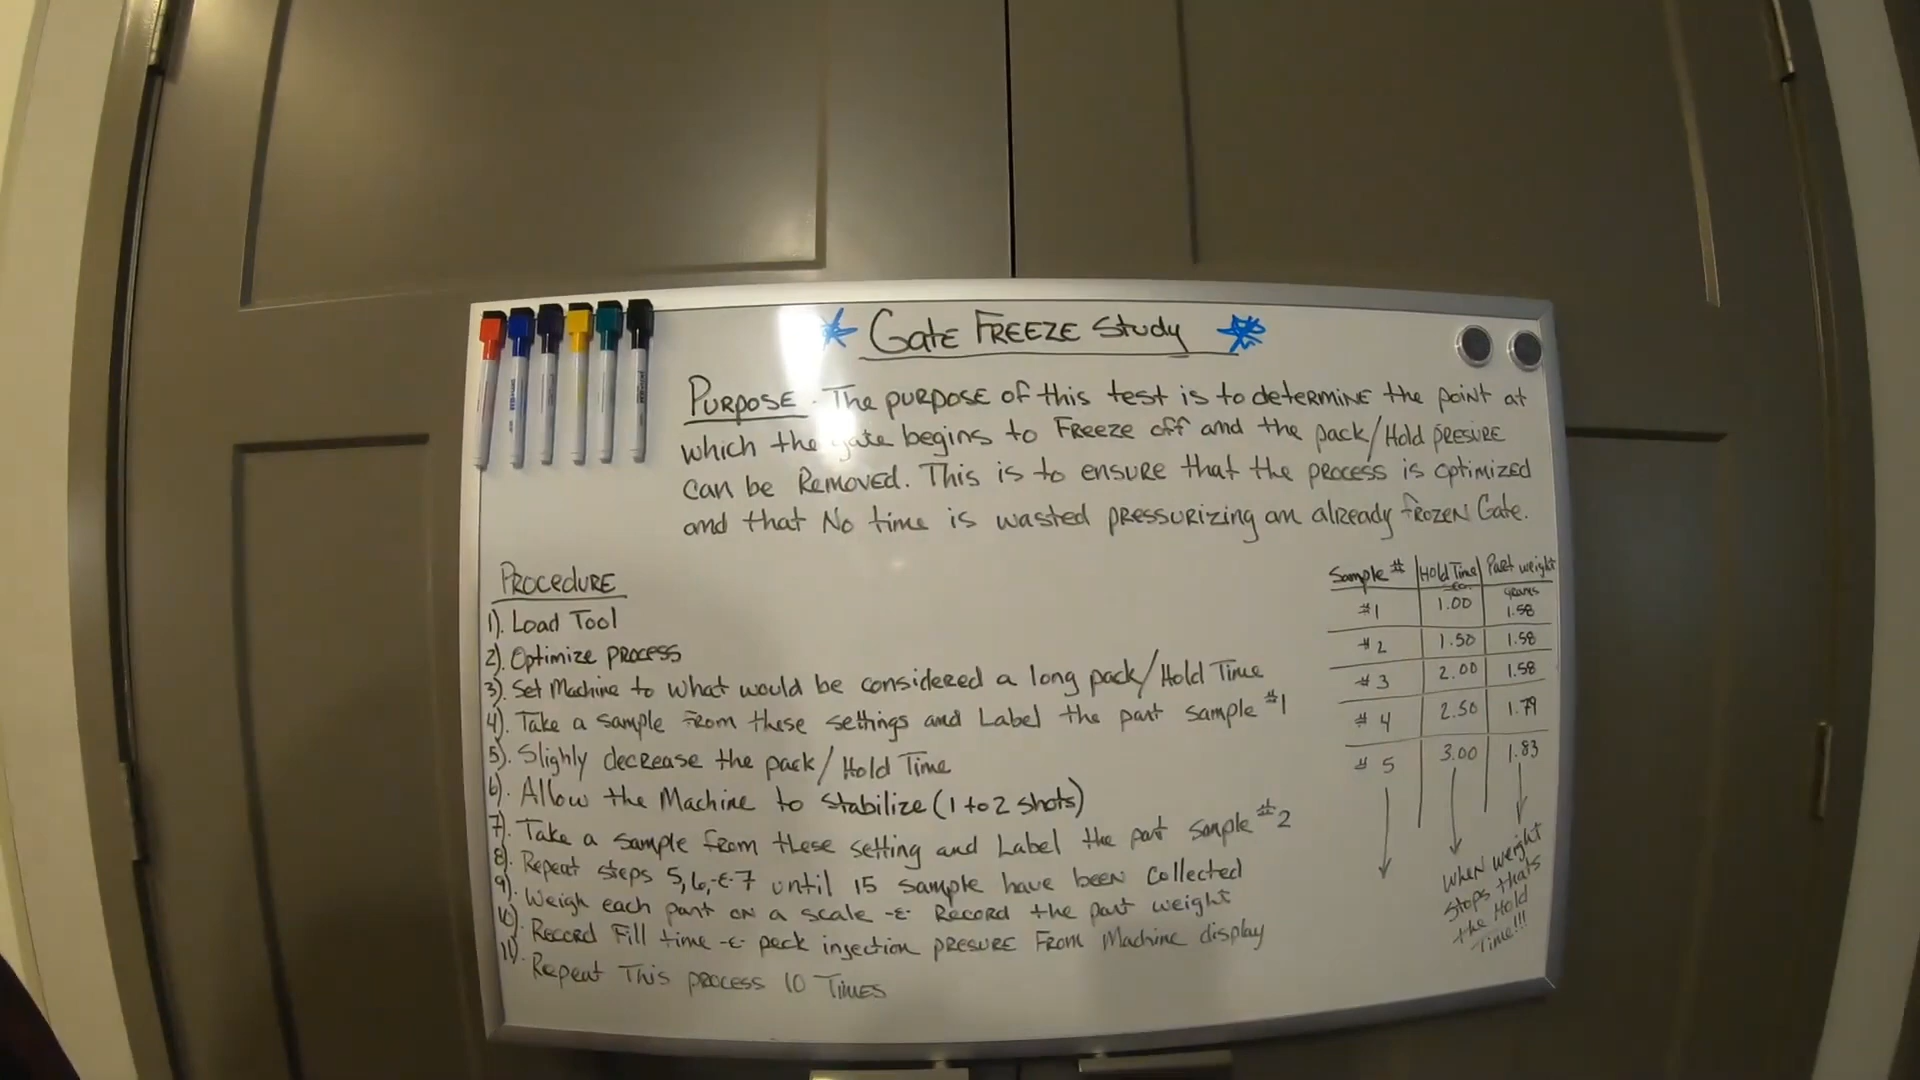 Gate Freeze Study
Purpose. The purpose of this test is to determine the point at
which the gate begins to Freeze off and the pack/Hold presure
can be Removed. This is to ensure that the process is optimized
and that No time is wasted pressurizing an already frozen Gate.
Procedure
1). Load Tool
2). Optimize process
3). Set Machine to what would be considered a long pack/Hold Time
4). Take a sample From these settings and Label the part sample #1
5). Slighly decrease the pack/Hold Time
6). Allow the Machine to stabilize (1 to 2 shots)
7). Take a sample from these setting and Label the part sample #2
8). Repeat steps 5,6, & 7 until 15 sample have been collected
9). Weigh each part on a scale & Record the part weight
10). Record Fill time & peck injection presure From Machine display
11). Repeat This process 10 Times
Sample # Hold Time Part weight
sec. grams
#1 1.00 1.58
#2 1.50 1.58
#3 2.00 1.58
#4 2.50 1.79
#5 3.00 1.83
When weight
stops thats
the Hold
Time!!!